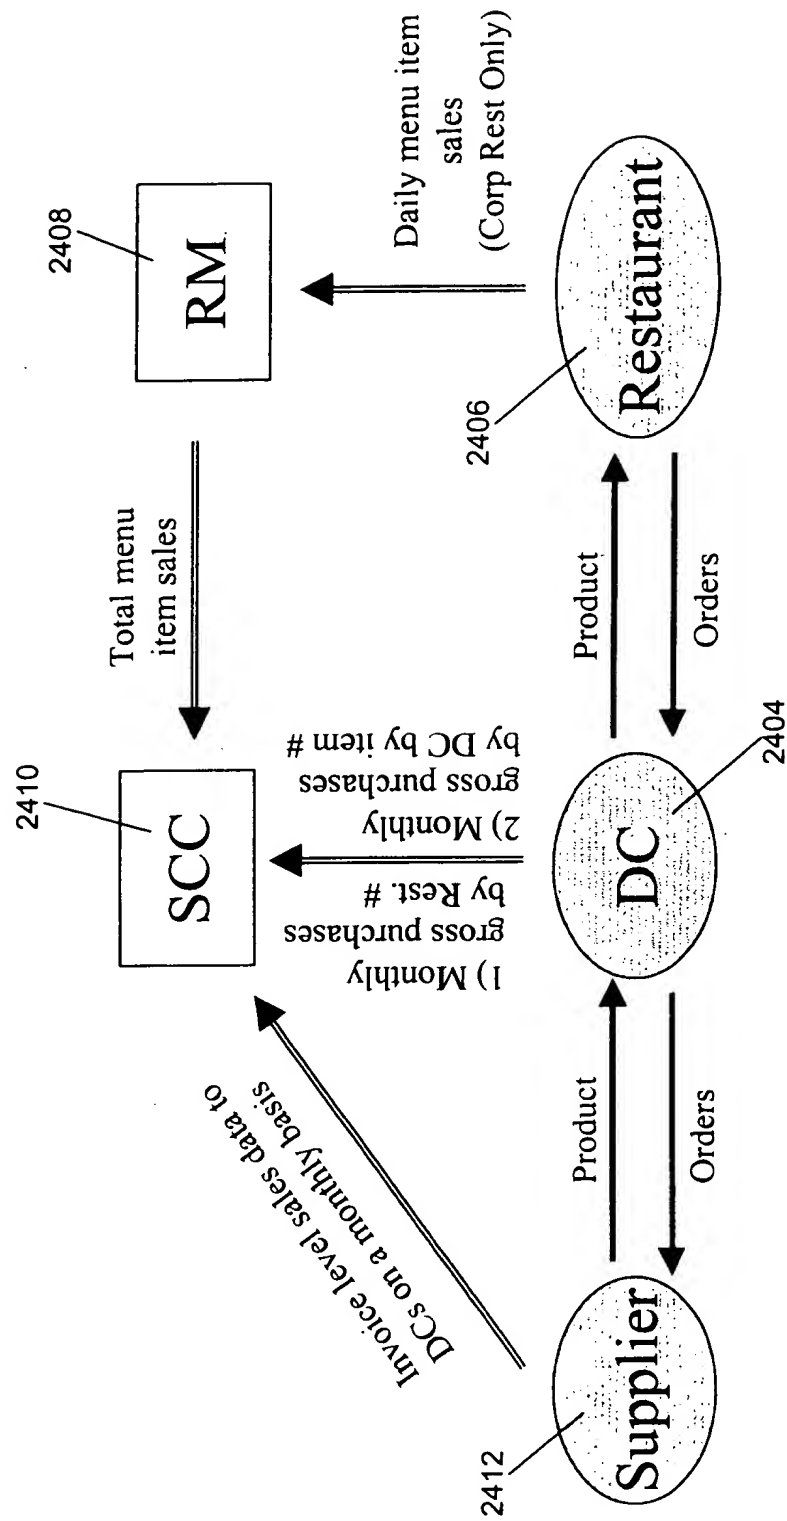 2410
SCC
Total menu
item sales
2408
RM
Invoice level sales data to
DCs on a monthly basis
1) Monthly
gross purchases
by Rest. #
2) Monthly
gross purchases
by DC by item #
Daily menu item
sales
(Corp Rest Only)
2412
Supplier
Product
Orders
DC
2404
Product
Orders
2406
Restaurant